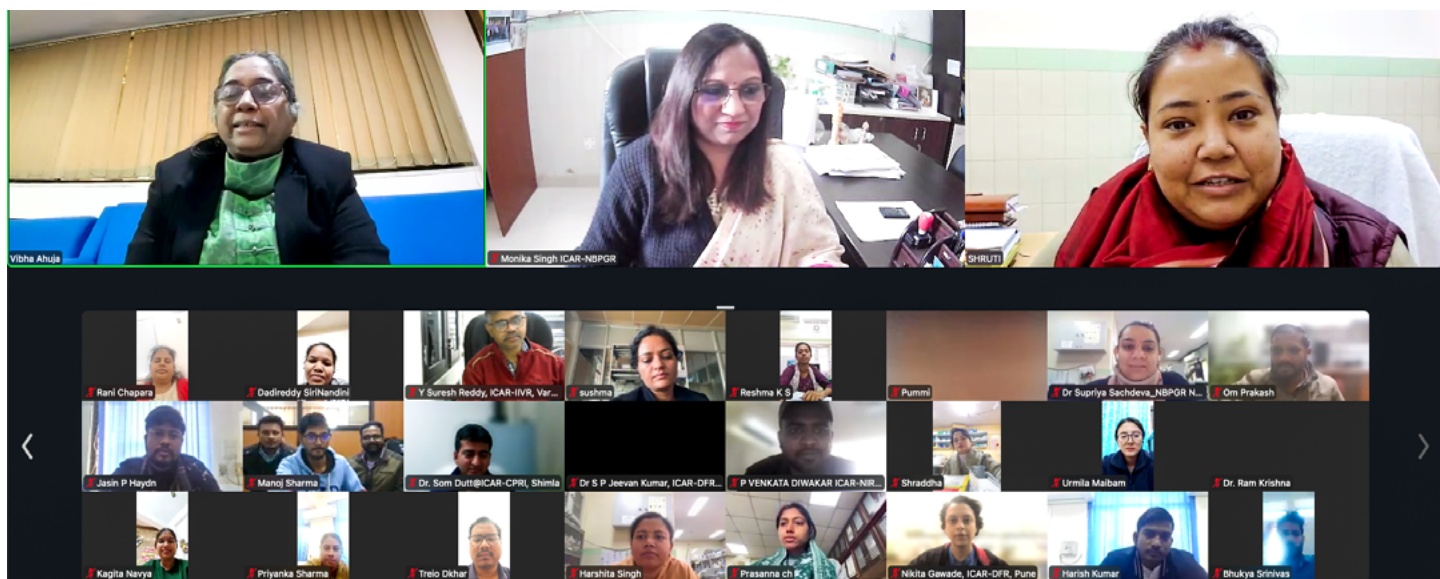 Vibha Ahuja
Monika Singh ICAR-NBPGR
SHRUTI
Rani Chapara
Dadireddy SiriNandini
Y Suresh Reddy, ICAR-IIVR, Var...
sushma
Reshma K S
Pummi
Dr Supriya Sachdeva_NBPGR N...
Om Prakash
Jasin P Haydn
Manoj Sharma
Dr. Som Dutt@ICAR-CPRI, Shimla
Dr S P Jeevan Kumar, ICAR-DFR...
P VENKATA DIWAKAR ICAR-NIR...
Shraddha
Urmila Maibam
Dr. Ram Krishna
Kagita Navya
Priyanka Sharma
Treio Dkhar
Harshita Singh
Prasanna ch
Nikita Gawade, ICAR-DFR, Pune
Harish Kumar
Bhukya Srinivas